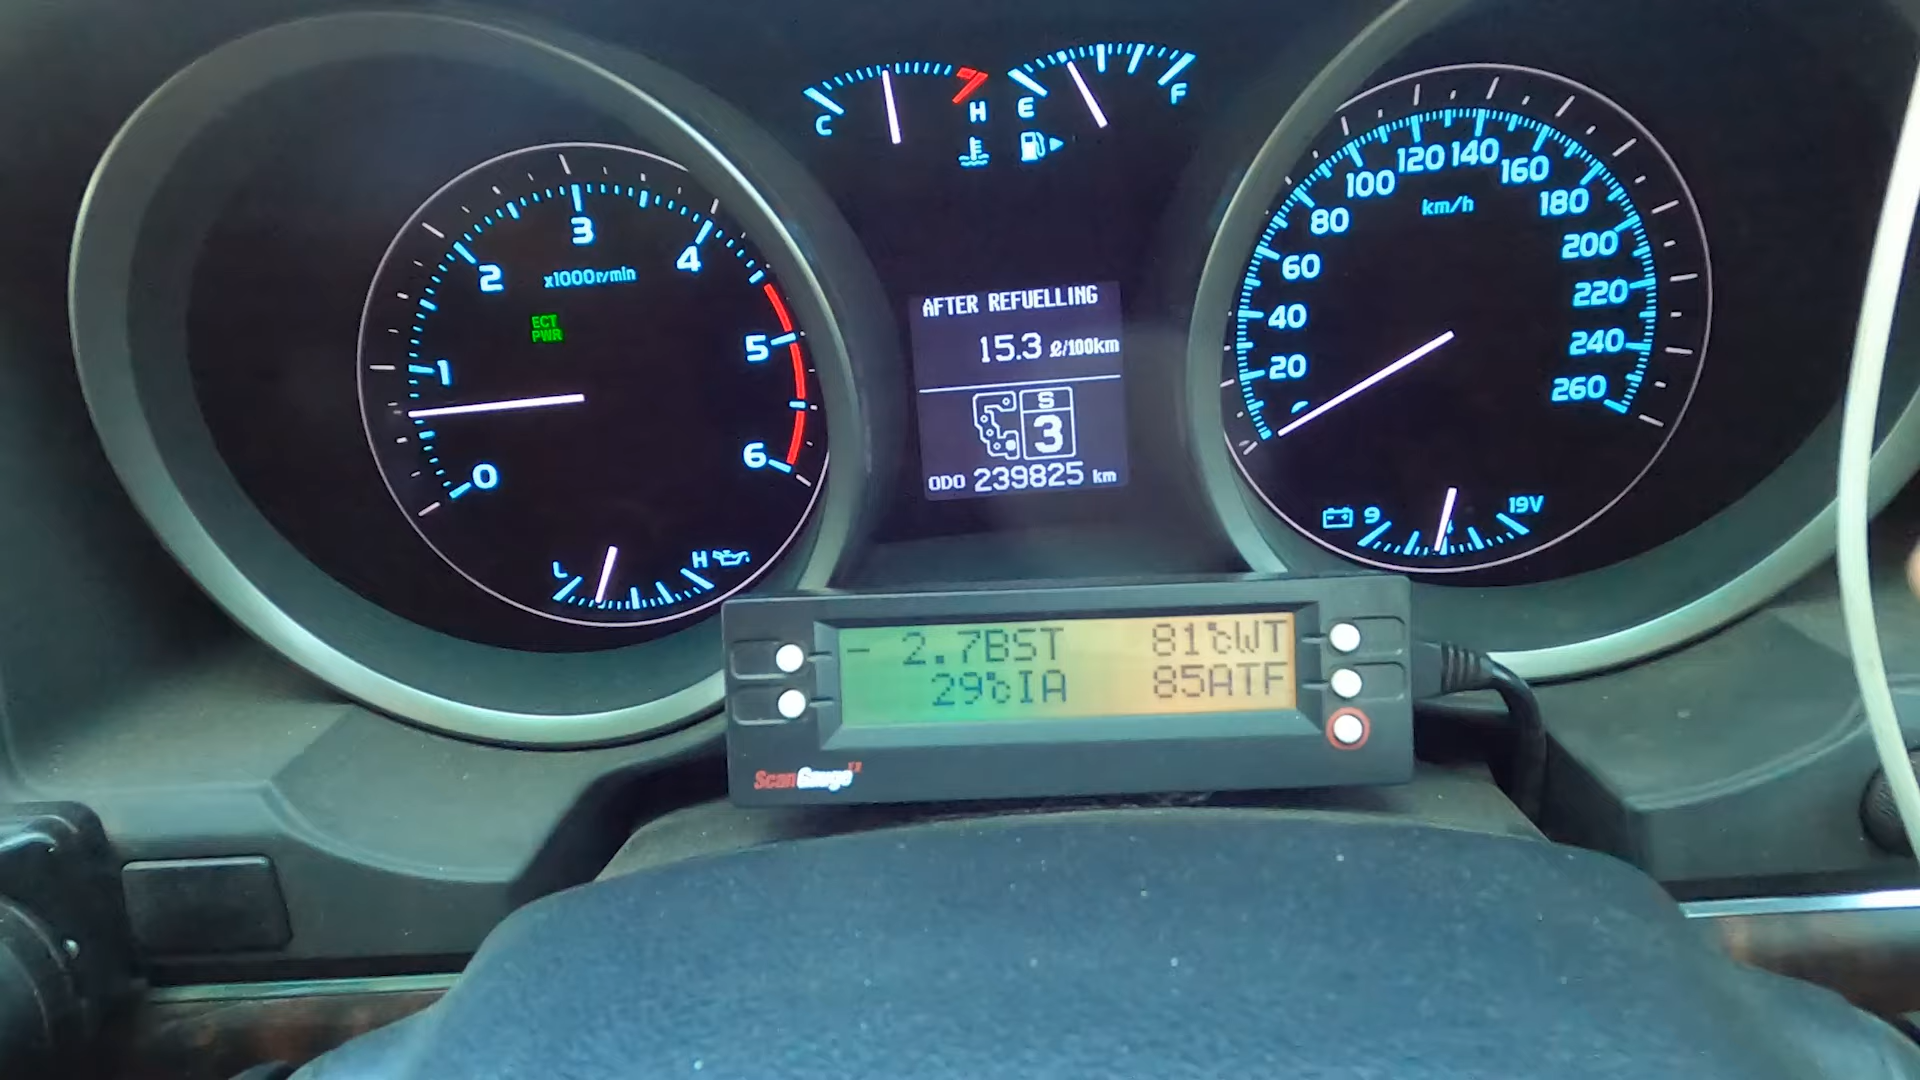 C
H
E
F
0
1
2
3
4
5
6
x1000r/min
ECT
PWR
L
H
AFTER REFUELLING
15.3 ℓ/100km
S
3
ODO 239825 km
20
40
60
80
100
120
140
160
180
200
220
240
260
km/h
9
19V
- 2.7BST 81°CWT
29°CIA 85ATF
ScanGauge